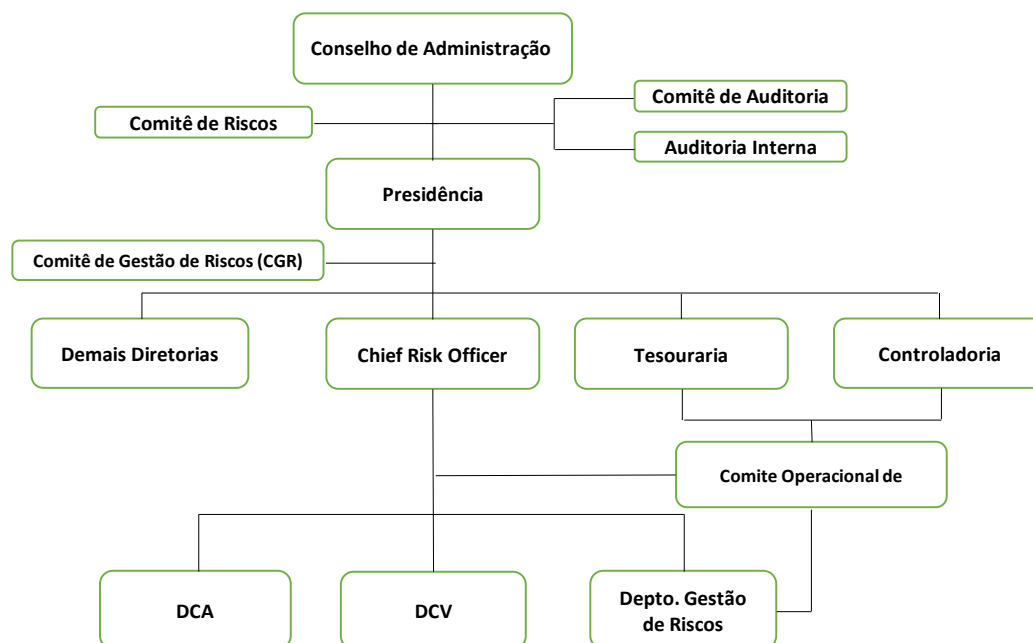 Conselho de Administração
Comitê de Auditoria
Comitê de Riscos
Auditoria Interna
Presidência
Comitê de Gestão de Riscos (CGR)
Demais Diretorias
Chief Risk Officer
Tesouraria
Controladoria
Comite Operacional de
DCA
DCV
Depto. Gestão
de Riscos